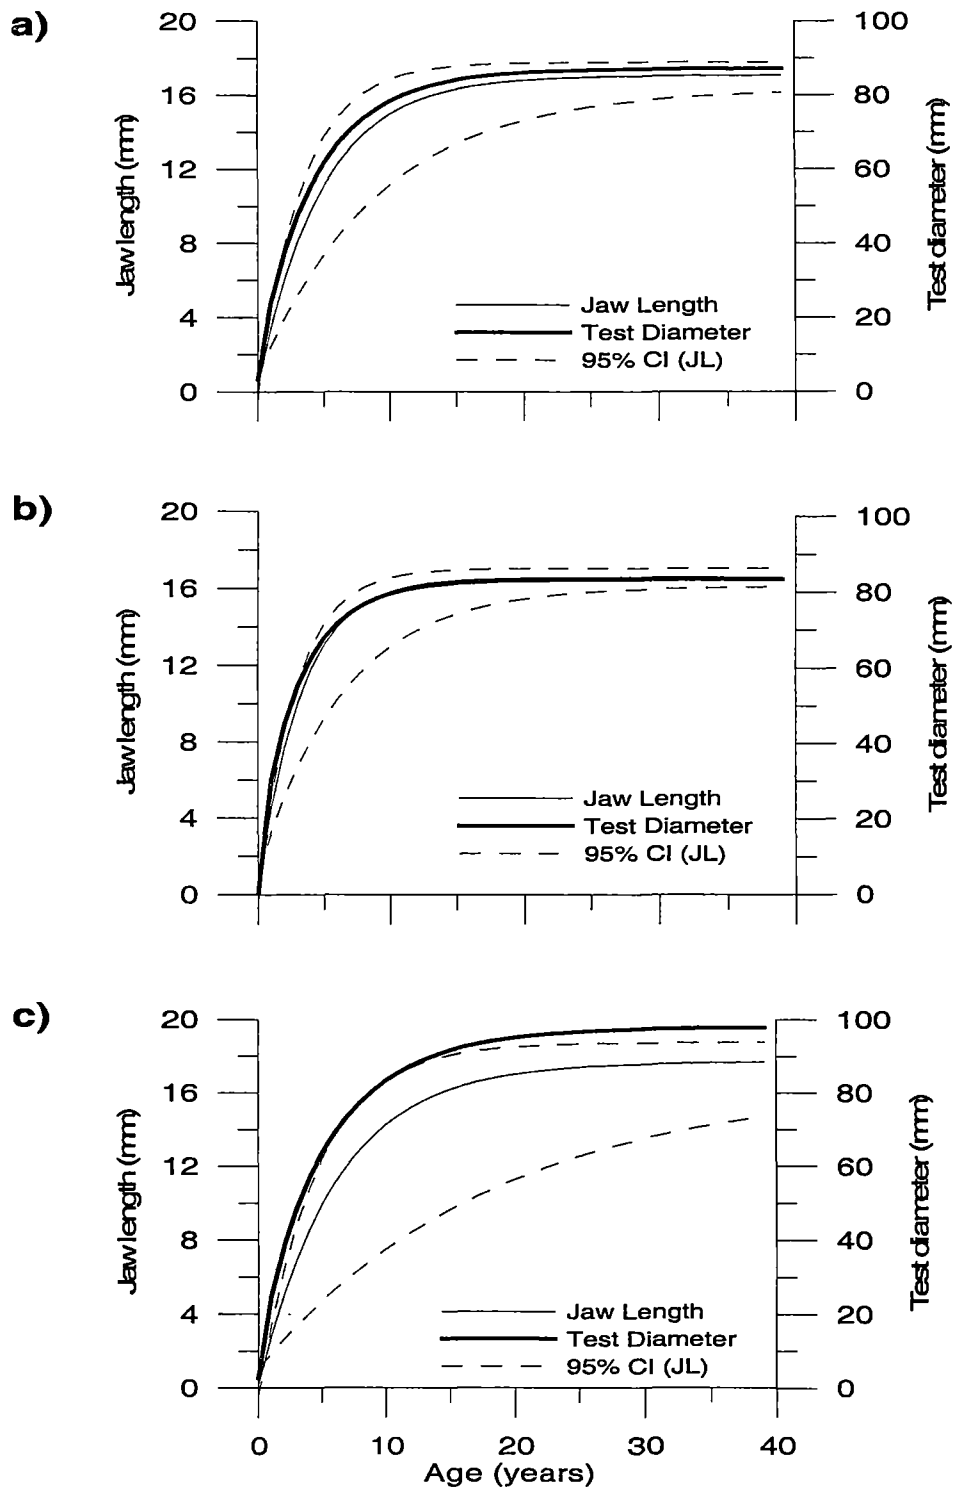 a)
20
16
12
8
4
0
Jaw length (mm)
100
80
60
40
20
0
Test diameter (mm)
Jaw Length
Test Diameter
95% CI (JL)
b)
20
16
12
8
4
0
Jaw length (mm)
100
80
60
40
20
0
Test diameter (mm)
Jaw Length
Test Diameter
95% CI (JL)
c)
20
16
12
8
4
0
Jaw length (mm)
100
80
60
40
20
0
Test diameter (mm)
Jaw Length
Test Diameter
95% CI (JL)
0 10 20 30 40
Age (years)